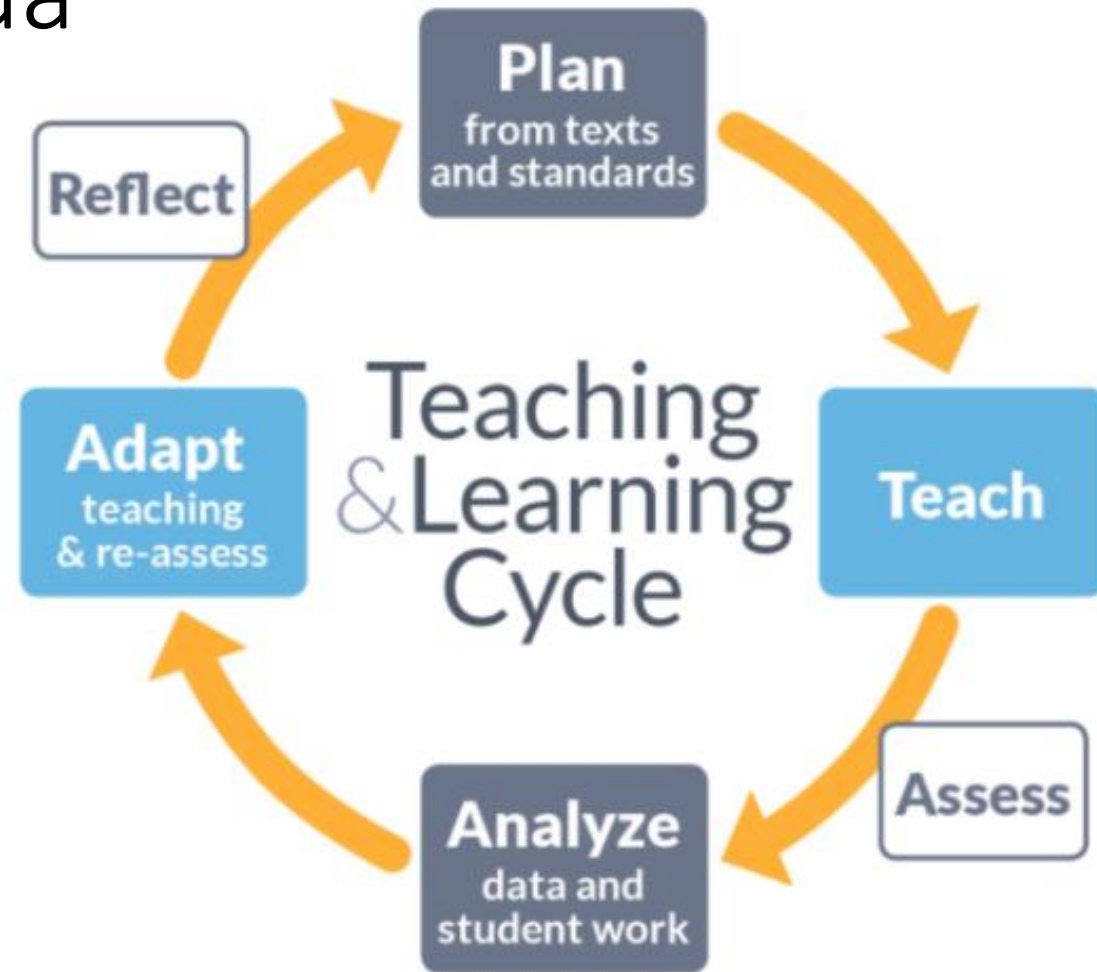 Plan
from texts
and standards
Reflect
Teaching
& Learning
Cycle
Adapt
teaching
& re-assess
Teach
Assess
Analyze
data and
student work